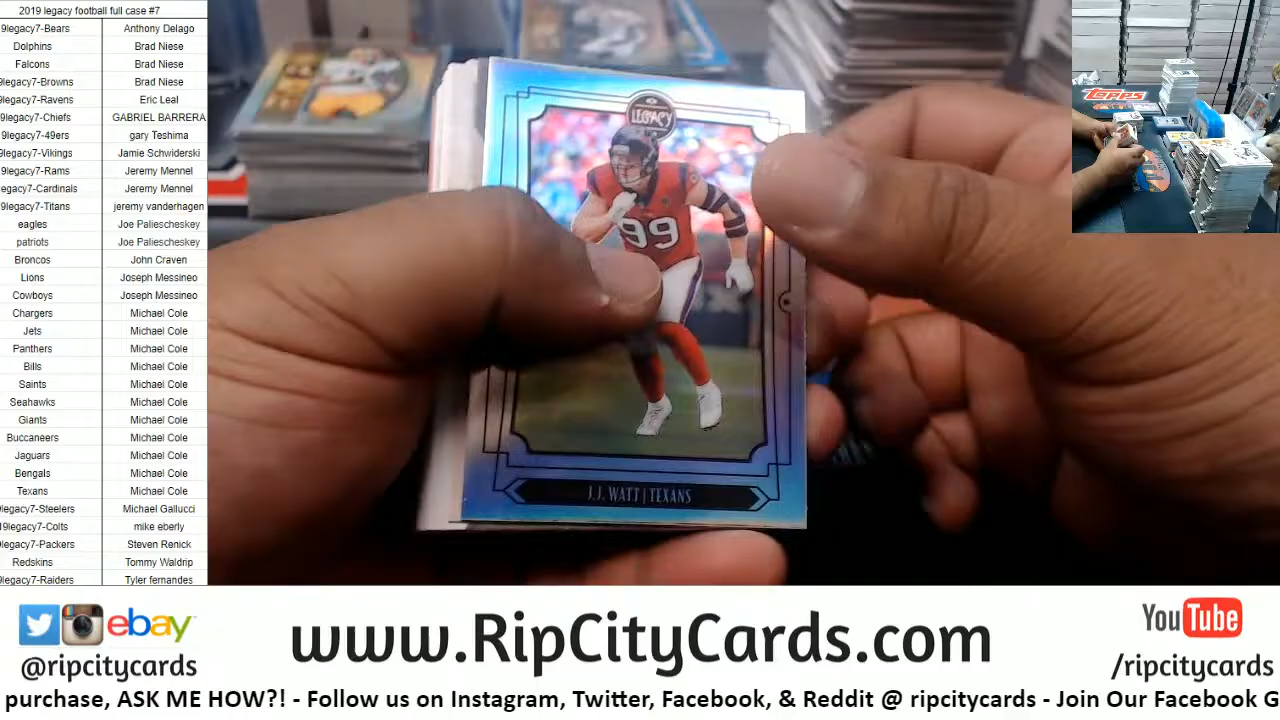 2019 legacy football full case #7
9legacy7-Bears Anthony Delago
Dolphins Brad Niese
Falcons Brad Niese
9legacy7-Browns Brad Niese
9legacy7-Ravens Eric Leal
9legacy7-Chiefs GABRIEL BARRERA
9legacy7-49ers gary Teshima
9legacy7-Vikings Jamie Schwiderski
9legacy7-Rams Jeremy Mennel
legacy7-Cardinals Jeremy Mennel
9legacy7-Titans jeremy vanderhagen
eagles Joe Paliescheskey
patriots Joe Paliescheskey
Broncos John Craven
Lions Joseph Messineo
Cowboys Joseph Messineo
Chargers Michael Cole
Jets Michael Cole
Panthers Michael Cole
Bills Michael Cole
Saints Michael Cole
Seahawks Michael Cole
Giants Michael Cole
Buccaneers Michael Cole
Jaguars Michael Cole
Bengals Michael Cole
Texans Michael Cole
9legacy7-Steelers Michael Gallucci
19legacy7-Colts mike eberly
legacy7-Packers Steven Renick
Redskins Tommy Waldrip
9legacy7-Raiders Tyler fernandes
LEGACY
99
J.J. WATT | TEXANS
TOPPS
ebay
@ripcitycards
www.RipCityCards.com
YouTube
/ripcitycards
purchase, ASK ME HOW?! - Follow us on Instagram, Twitter, Facebook, & Reddit @ ripcitycards - Join Our Facebook G